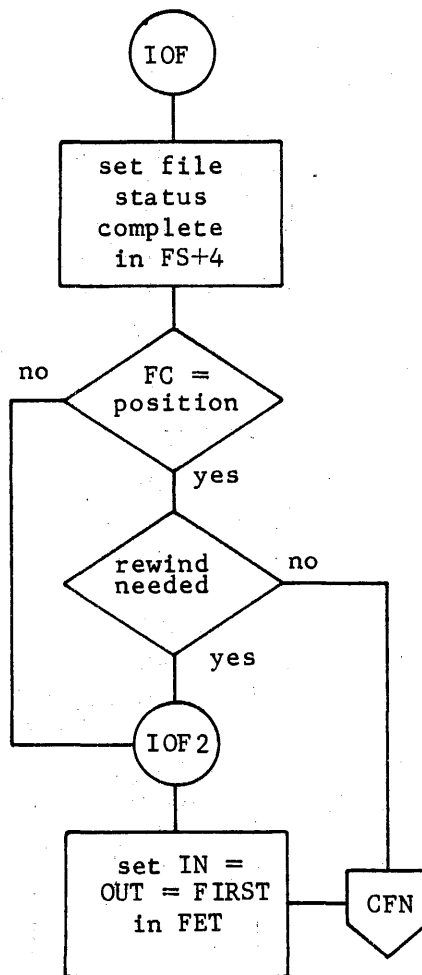 IOF
set file
status
complete
in FS+4
no
FC =
position
yes
rewind
needed
no
yes
IOF2
set IN =
OUT = FIRST
in FET
CFN